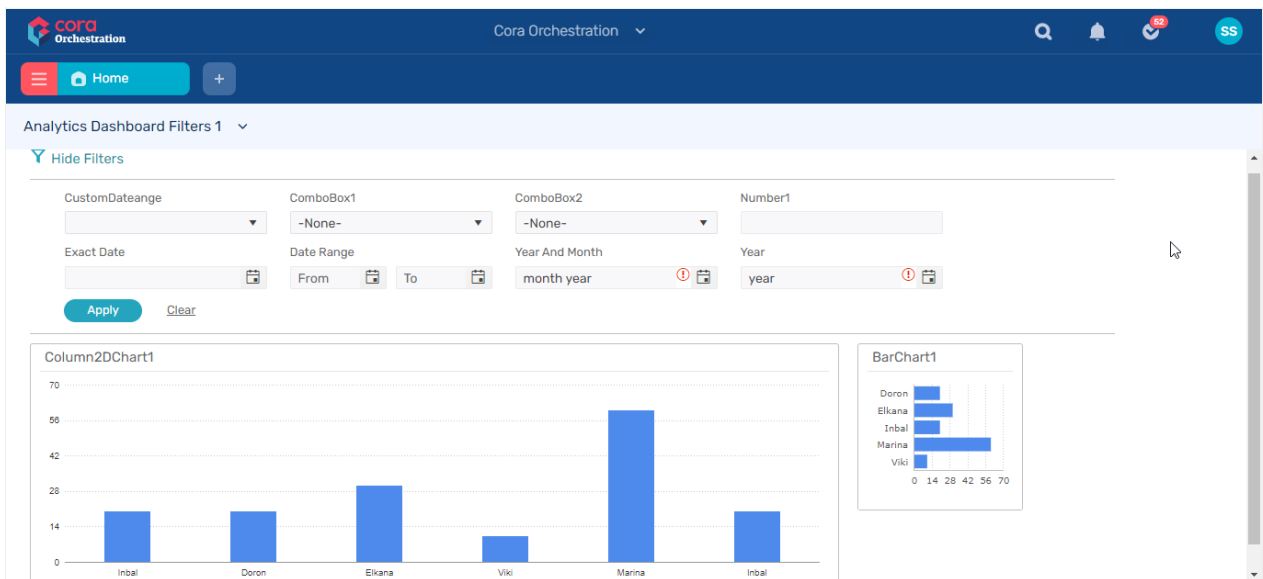 cora
Orchestration
Cora Orchestration
52
SS
Home
+
Analytics Dashboard Filters 1
Hide Filters
CustomDateange ComboBox1 ComboBox2 Number1
-None- -None-
Exact Date Date Range Year And Month Year
From To month year year
Apply Clear
Column2DChart1
70
56
42
28
14
0
Inbal Doron Elkana Viki Marina Inbal
BarChart1
Doron
Elkana
Inbal
Marina
Viki
0 14 28 42 56 70